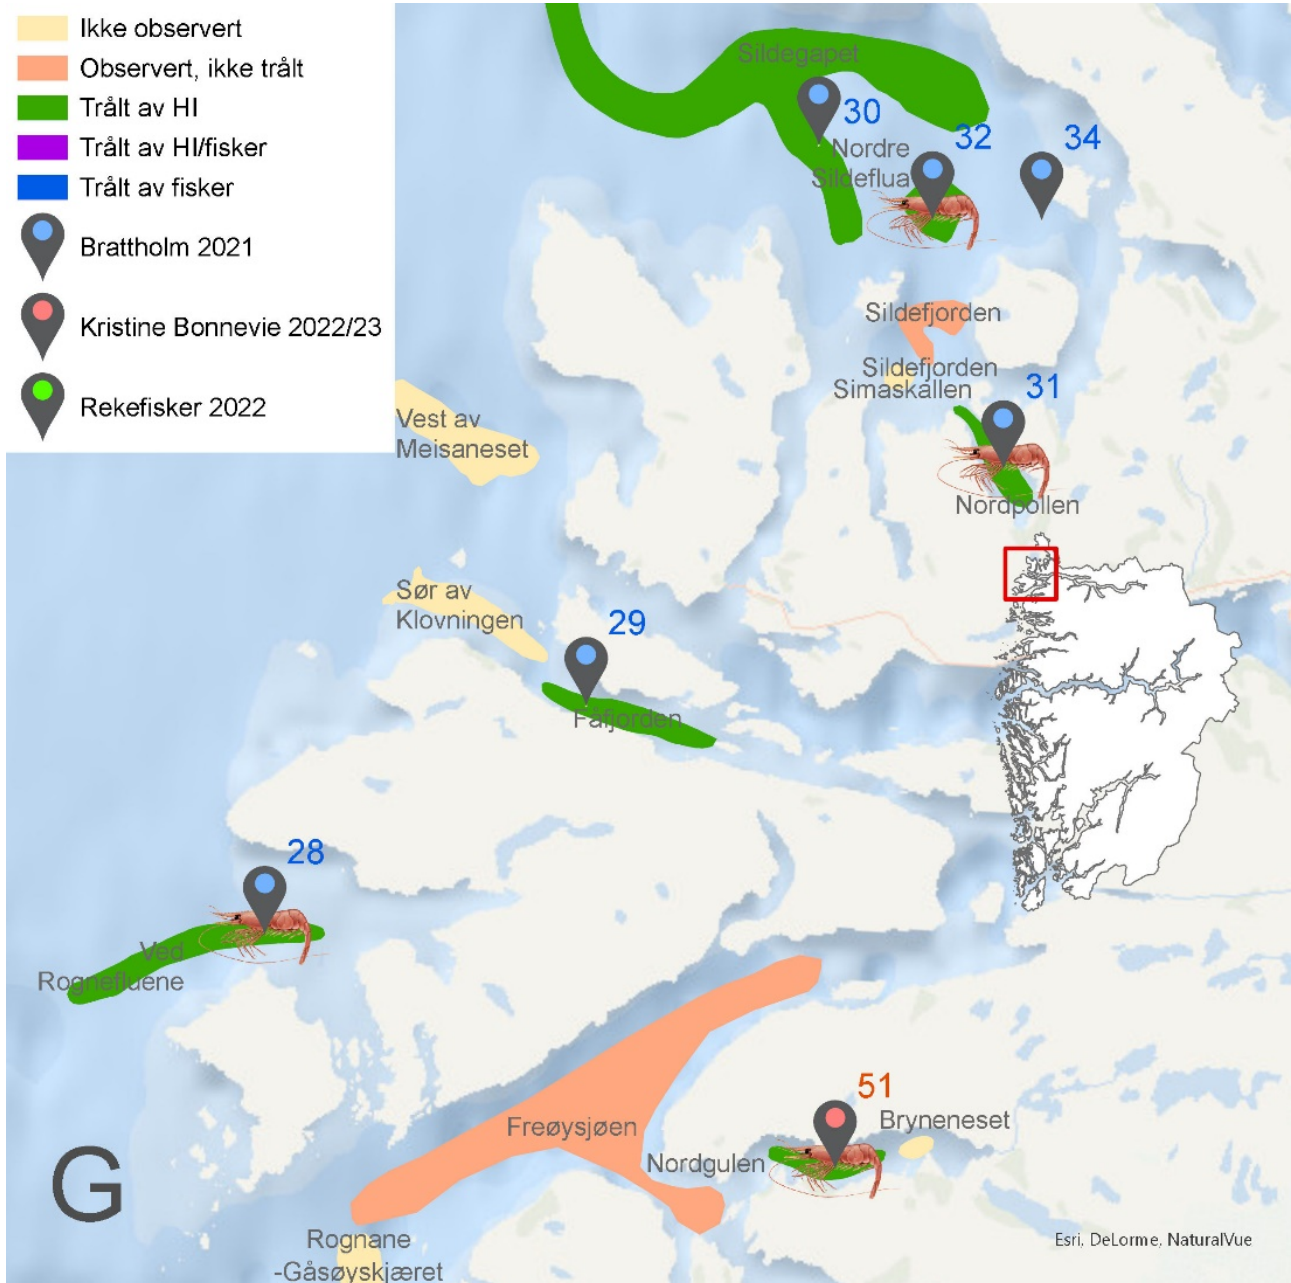 Ikke observert
Observert, ikke trålt
Trålt av HI
Trålt av HI/fisker
Trålt av fisker
Brattholm 2021
Kristine Bonnevie 2022/23
Rekefisker 2022
Sildegapet
30
Nordre
Sildeflua
32
34
Sildefjorden
Sildefjorden
Simaskallen
31
Vest av
Meisaneset
Nordpollen
Sør av
Klovningen
29
Fåfjorden
28
Ved
Rognefluene
51
Bryneneset
Freøysjøen
Nordgulen
G
Rognane
-Gåsøyskjæret
Esri, DeLorme, NaturalVue